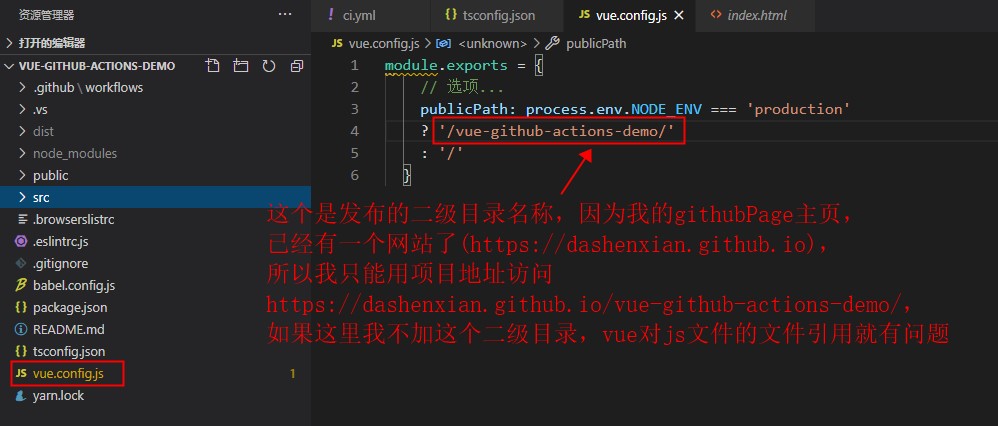 资源管理器
···
打开的编辑器
VUE-GITHUB-ACTIONS-DEMO
.github\workflows
.vs
dist
node_modules
public
src
.browserslistrc
.eslintrc.js
.gitignore
babel.config.js
package.json
README.md
tsconfig.json
JS vue.config.js 1
yarn.lock
! ci.yml
{} tsconfig.json
JS vue.config.js ×
<> index.html
JS vue.config.js > <unknown> > publicPath
1 module.exports = {
2 // 选项...
3 publicPath: process.env.NODE_ENV === 'production'
4 ? '/vue-github-actions-demo/'
5 : '/'
6 }
这个是发布的二级目录名称，因为我的githubPage主页，
已经有一个网站了(https://dashenxian.github.io)，
所以我只能用项目地址访问
https://dashenxian.github.io/vue-github-actions-demo/，
如果这里我不加这个二级目录，vue对js文件的文件引用就有问题